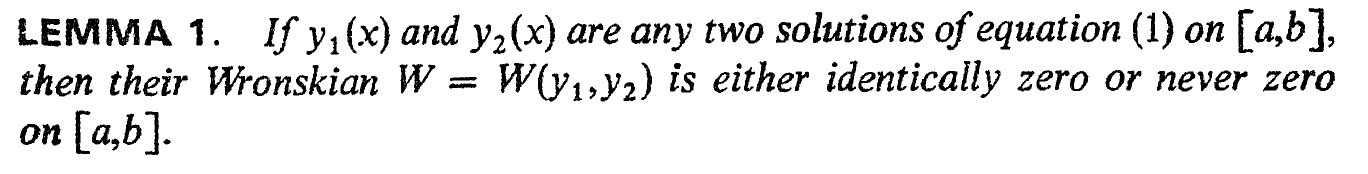 LEMMA 1. If y₁(x) and y₂(x) are any two solutions of equation (1) on [a,b],
then their Wronskian W = W(y₁,y₂) is either identically zero or never zero
on [a,b].